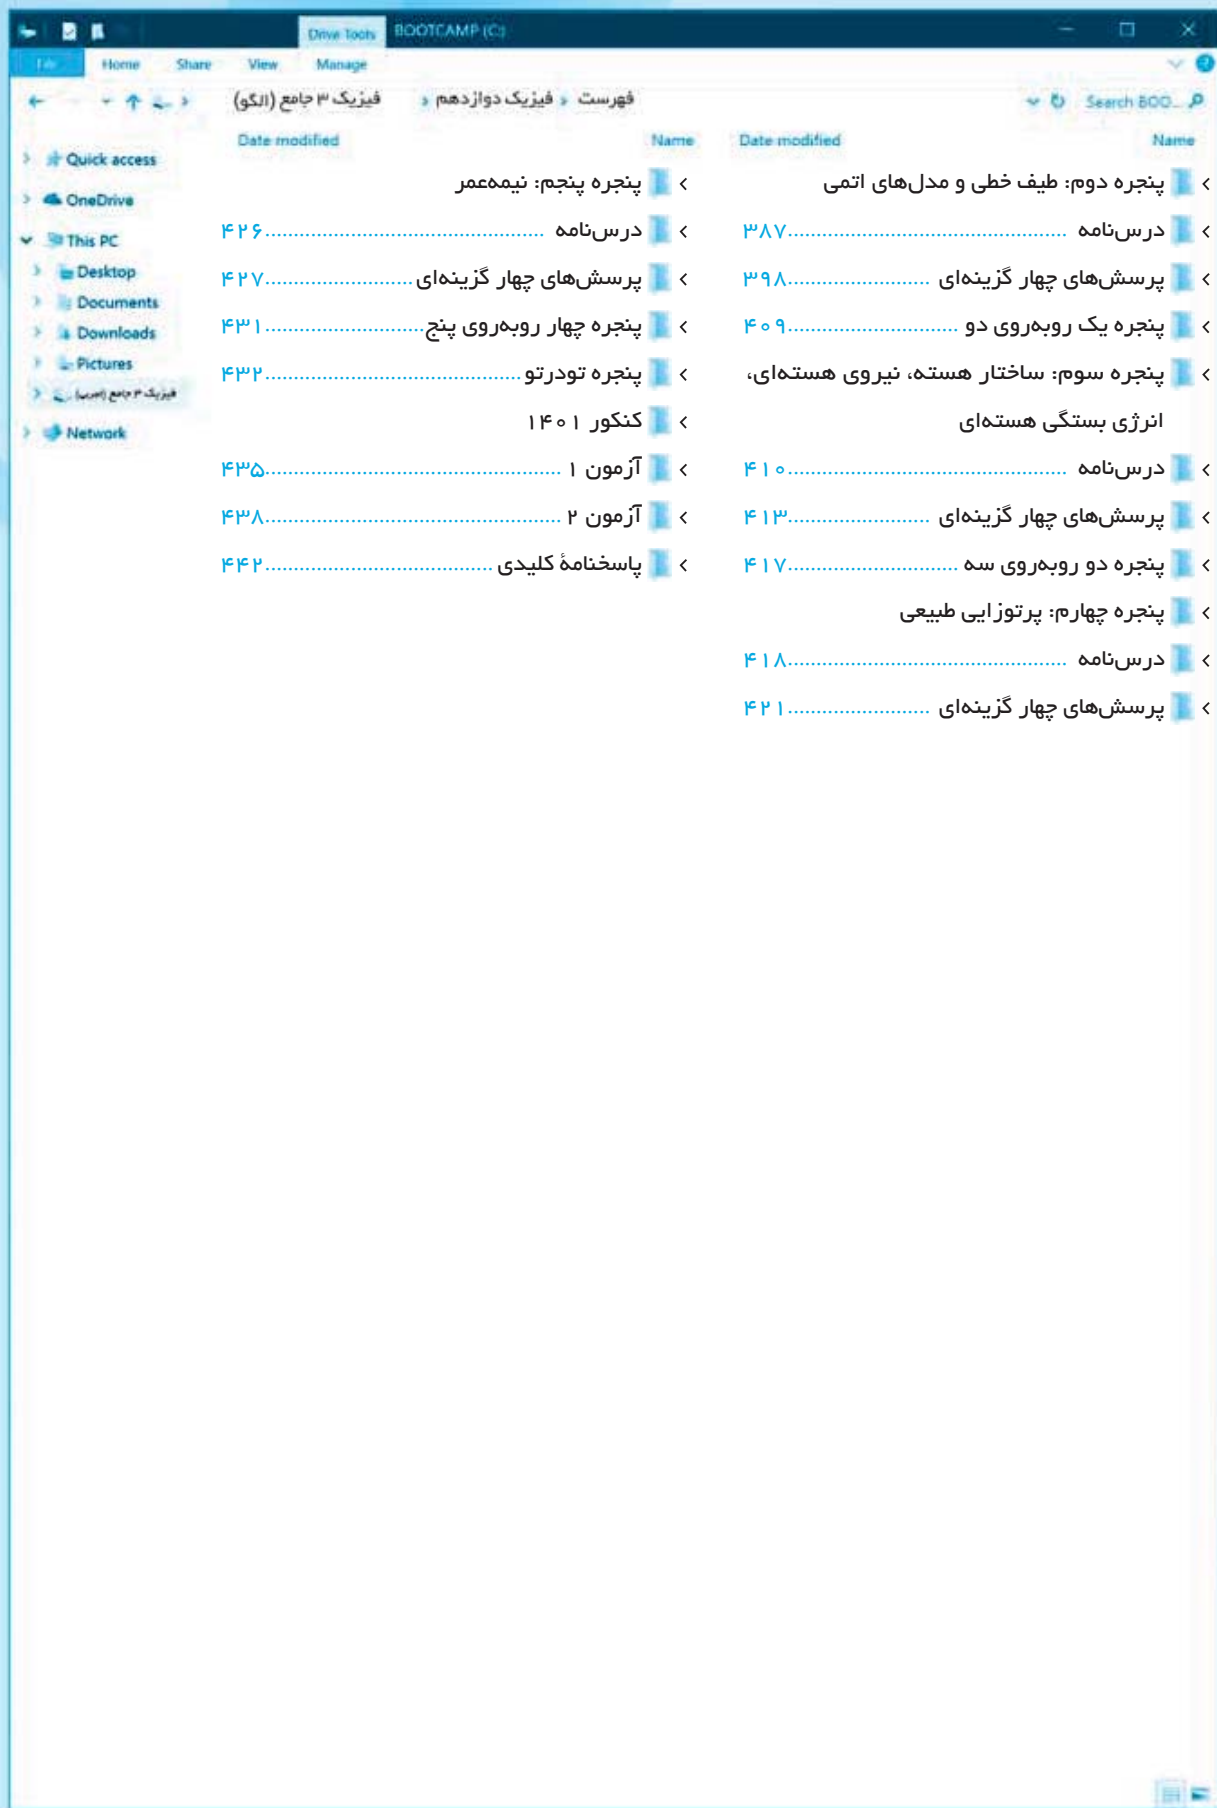 Drive Tools BOOTCAMP (C:)
File Home Share View Manage
فهرست › فیزیک دوازدهم › فیزیک ۳ جامع (الگو)
Search BOO...
Quick access
OneDrive
This PC
Desktop
Documents
Downloads
Pictures
فیزیک ۳ جامع
Network
Name Date modified
پنجره دوم: طیف خطی و مدل‌های اتمی
درس‌نامه ................................................ ۳۸۷
پرسش‌های چهار گزینه‌ای ......................... ۳۹۸
پنجره یک روبه‌روی دو .............................. ۴۰۹
پنجره سوم: ساختار هسته، نیروی هسته‌ای،
انرژی بستگی هسته‌ای
درس‌نامه ................................................ ۴۱۰
پرسش‌های چهار گزینه‌ای ......................... ۴۱۳
پنجره دو روبه‌روی سه .............................. ۴۱۷
پنجره چهارم: پرتوزایی طبیعی
درس‌نامه ................................................ ۴۱۸
پرسش‌های چهار گزینه‌ای ......................... ۴۲۱
Name Date modified
پنجره پنجم: نیمه‌عمر
درس‌نامه ................................................ ۴۲۶
پرسش‌های چهار گزینه‌ای.......................... ۴۲۷
پنجره چهار روبه‌روی پنج............................ ۴۳۱
پنجره تودرتو ............................................. ۴۳۲
کنکور ۱۴۰۱
آزمون ۱ .................................................... ۴۳۵
آزمون ۲ .................................................... ۴۳۸
پاسخنامهٔ کلیدی ........................................ ۴۴۲